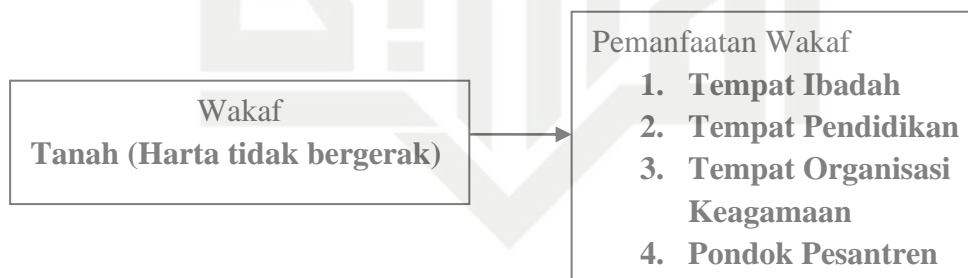 Wakaf
Tanah (Harta tidak bergerak)
Pemanfaatan Wakaf
1. Tempat Ibadah
2. Tempat Pendidikan
3. Tempat Organisasi
Keagamaan
4. Pondok Pesantren